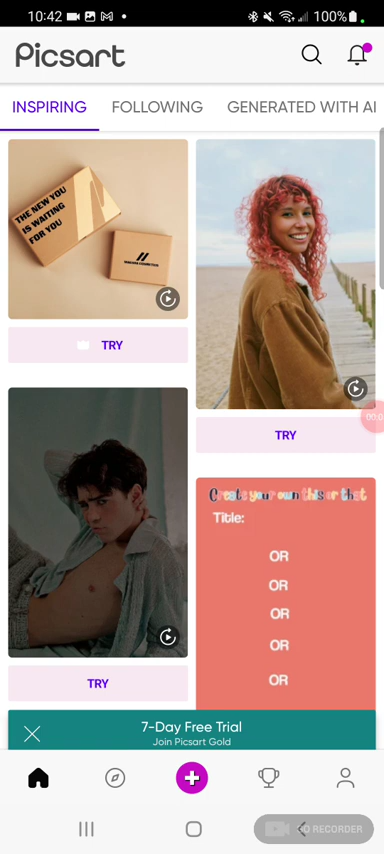 10:42
100%
Picsart
INSPIRING
FOLLOWING
GENERATED WITH AI
THE NEW YOU
IS WAITING
FOR YOU
TRY
TRY
00:0
Create your own this or that
Title:
OR
OR
OR
OR
OR
TRY
7-Day Free Trial
Join Picsart Gold
RECORDER